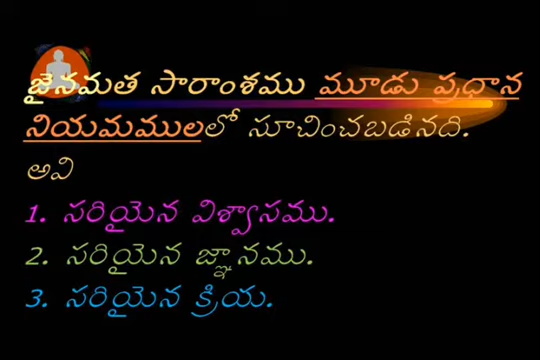 జైనమత సారాంశము మూడు ప్రధాన
నియమములలో సూచించబడినది.
అవి
1. సరియైన విశ్వాసము.
2. సరియైన జ్ఞానము.
3. సరియైన క్రియ.